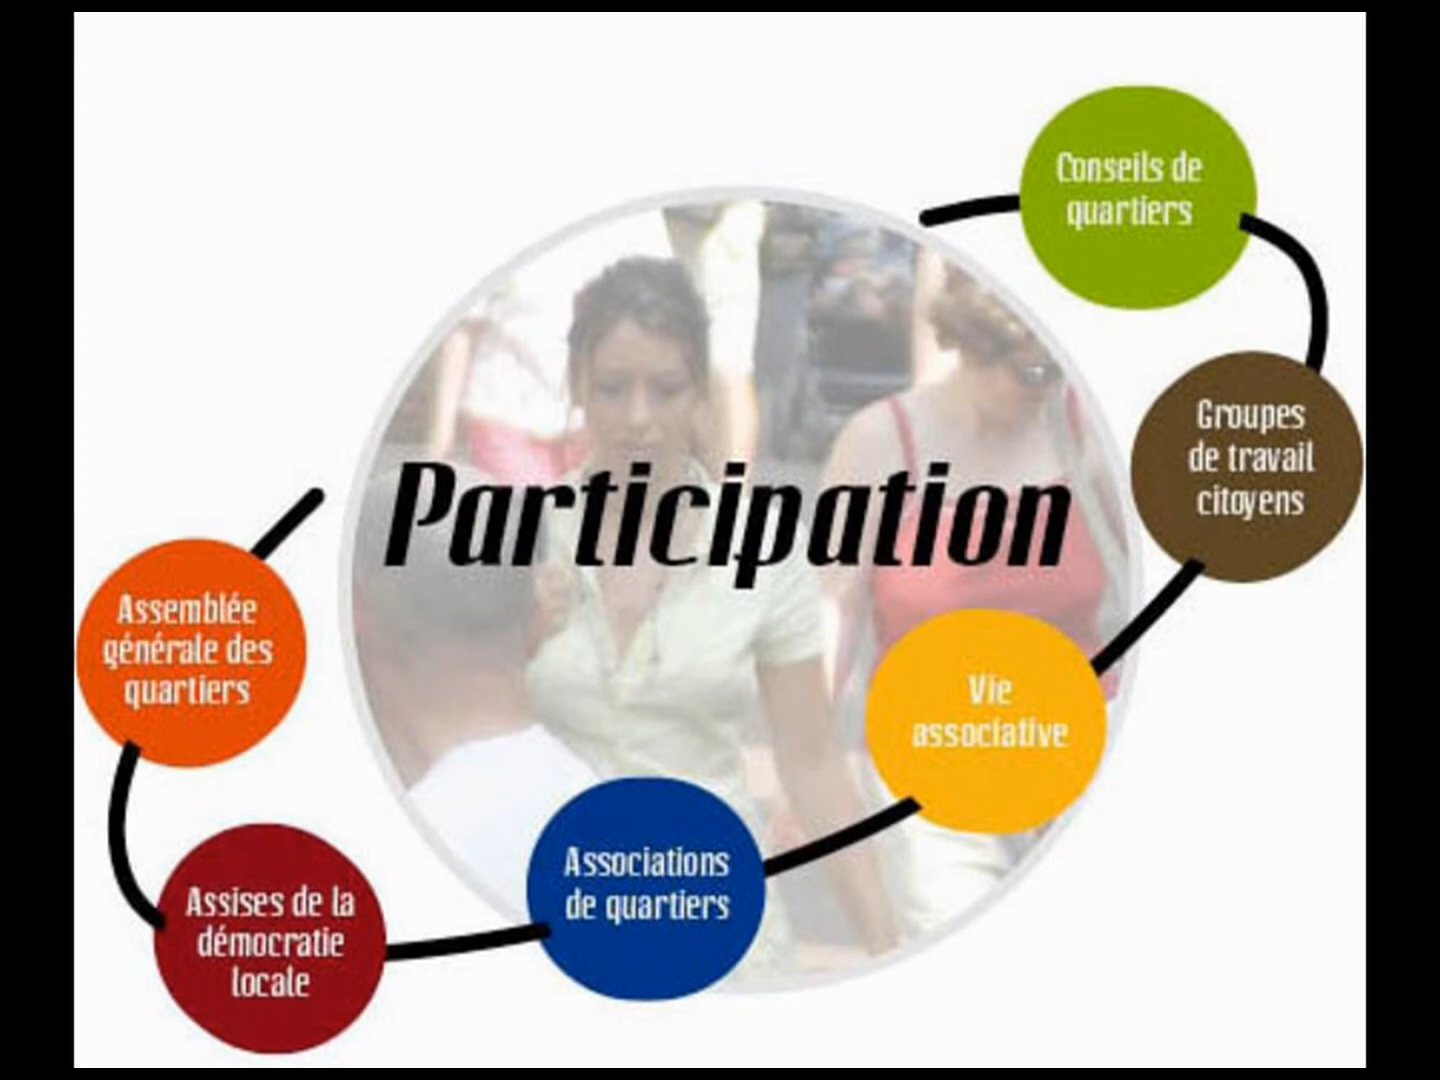 Conseils de
quartiers
Groupes
de travail
citoyens
Participation
Assemblée
générale des
quartiers
Vie
associative
Associations
de quartiers
Assises de la
démocratie
locale